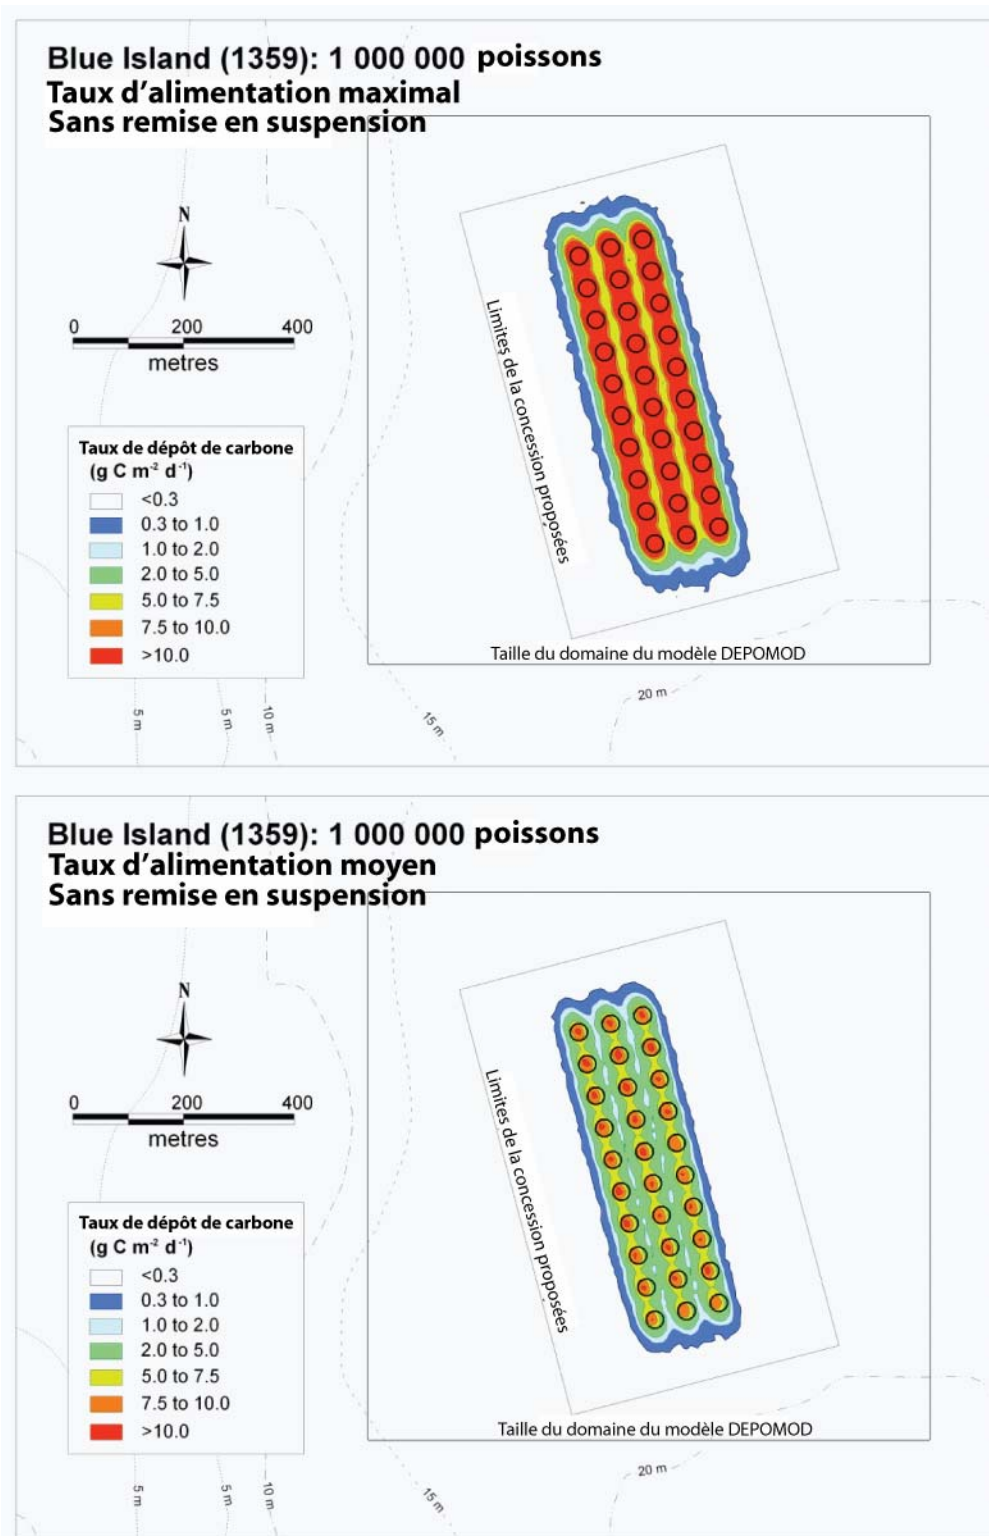 Blue Island (1359): 1 000 000 poissons
Taux d'alimentation maximal
Sans remise en suspension
N
0 200 400
metres
Limites de la concession proposées
Taux de dépôt de carbone
(g C m⁻² d⁻¹)
<0.3
0.3 to 1.0
1.0 to 2.0
2.0 to 5.0
5.0 to 7.5
7.5 to 10.0
>10.0
Taille du domaine du modèle DEPOMOD
5 m
5 m
10 m
15 m
20 m
Blue Island (1359): 1 000 000 poissons
Taux d'alimentation moyen
Sans remise en suspension
N
0 200 400
metres
Limites de la concession proposées
Taux de dépôt de carbone
(g C m⁻² d⁻¹)
<0.3
0.3 to 1.0
1.0 to 2.0
2.0 to 5.0
5.0 to 7.5
7.5 to 10.0
>10.0
Taille du domaine du modèle DEPOMOD
5 m
5 m
10 m
15 m
20 m